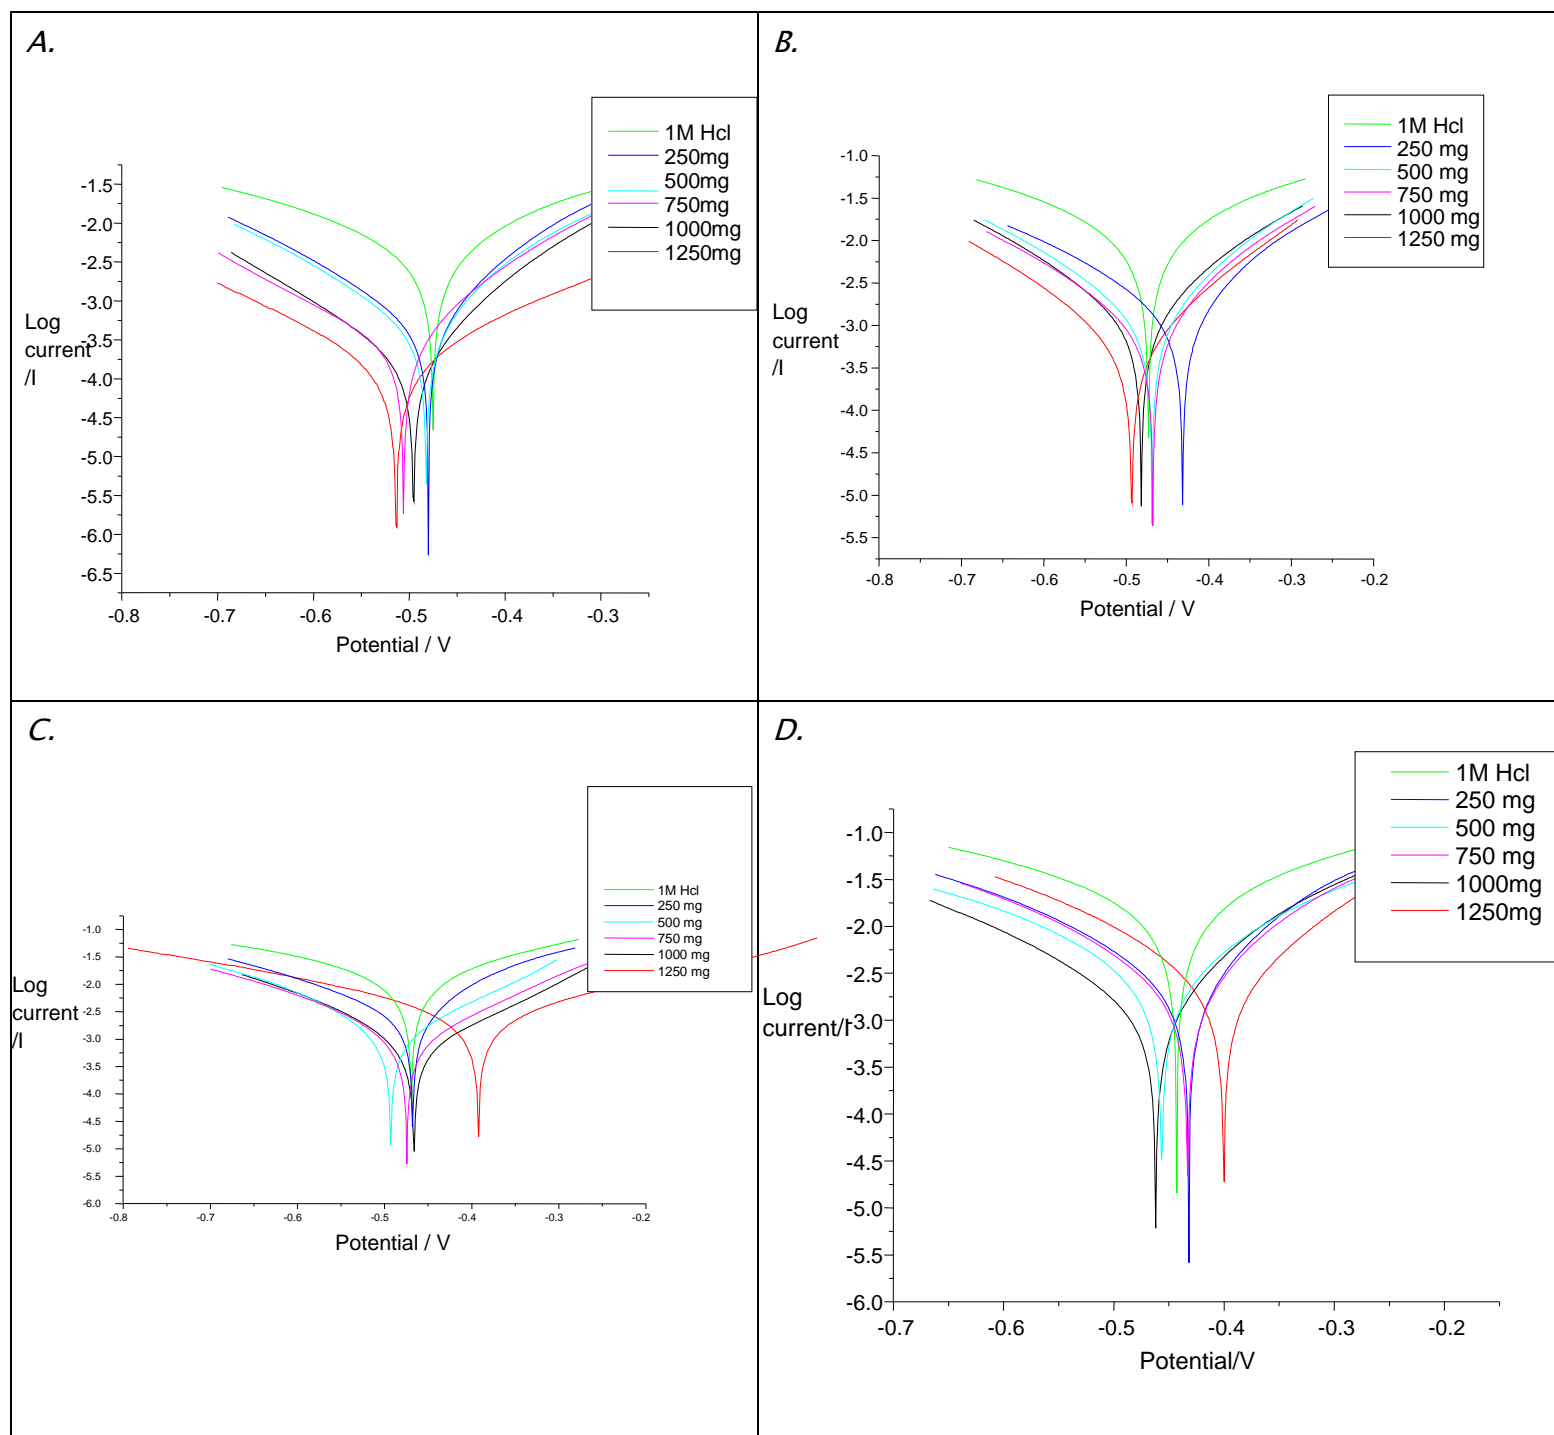 A.
1M Hcl
250mg
500mg
750mg
1000mg
1250mg
-1.5
-2.0
-2.5
-3.0
-3.5
-4.0
-4.5
-5.0
-5.5
-6.0
-6.5
Log
current
/I
-0.8
-0.7
-0.6
-0.5
-0.4
-0.3
Potential / V
B.
1M Hcl
250 mg
500 mg
750 mg
1000 mg
1250 mg
-1.0
-1.5
-2.0
-2.5
-3.0
-3.5
-4.0
-4.5
-5.0
-5.5
Log
current
/I
-0.8
-0.7
-0.6
-0.5
-0.4
-0.3
-0.2
Potential / V
C.
1M Hcl
250 mg
500 mg
750 mg
1000 mg
1250 mg
-1.0
-1.5
-2.0
-2.5
-3.0
-3.5
-4.0
-4.5
-5.0
-5.5
-6.0
Log
current
/I
-0.8
-0.7
-0.6
-0.5
-0.4
-0.3
-0.2
Potential / V
D.
1M Hcl
250 mg
500 mg
750 mg
1000mg
1250mg
-1.0
-1.5
-2.0
-2.5
-3.0
-3.5
-4.0
-4.5
-5.0
-5.5
-6.0
Log
current/I
-0.7
-0.6
-0.5
-0.4
-0.3
-0.2
Potential/V